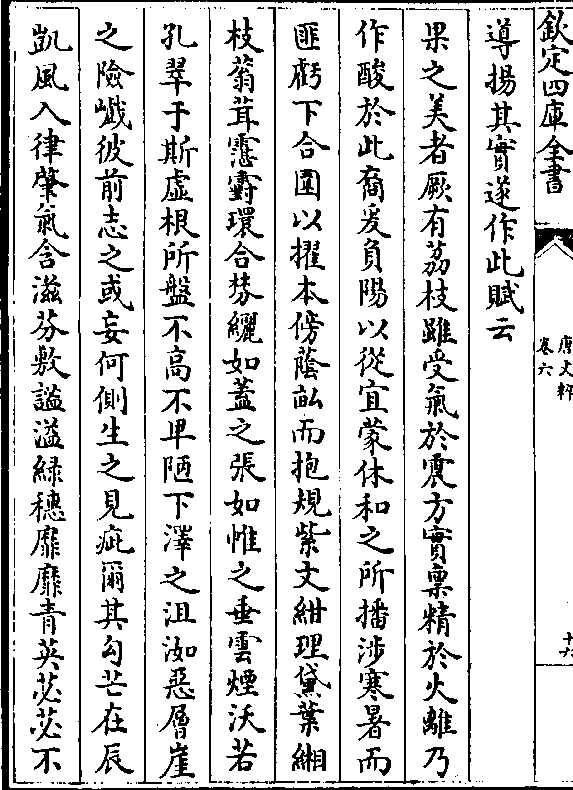 欽定四庫全書
唐文粹
卷六
十六
導揚其實遂作此賦云
果之美者厥有荔枝雖受氣於震方實稟精於火離乃
作酸於此裔爰負陽以從宜蒙休和之所播涉寒暑而
匪虧下合圍以擢本傍蔭畝而抱規紫文紺理黛葉緗
枝蓊茸霮䨴環合棼纚如蓋之張如帷之垂雲煙沃若
孔翠于斯虛根所盤不高不卑陋下澤之沮洳惡層崖
之險巇彼前志之或妄何側生之見疵爾其勾芒在辰
凱風入律肇氣含滋芬敷謐溢綠穗靡靡青英苾苾不